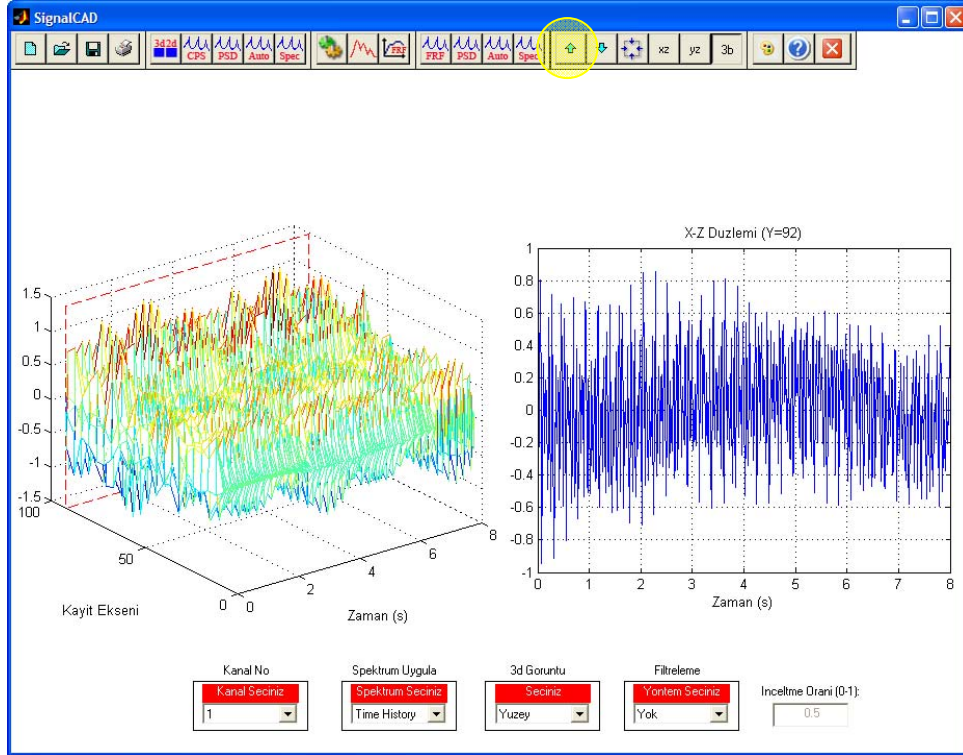 SignalCAD
3d2d CPS PSD Auto Spec FRF FRF PSD Auto Spec xz yz 3b
X-Z Duzlemi (Y=92)
1.5
1
0.5
0
-0.5
-1
-1.5
100
50
0
Kayit Ekseni
0
2
4
6
8
Zaman (s)
1
0.8
0.6
0.4
0.2
0
-0.2
-0.4
-0.6
-0.8
-1
0 1 2 3 4 5 6 7 8
Zaman (s)
Kanal No Spektrum Uygula 3d Goruntu Filtreleme
Kanal Seciniz Spektrum Seciniz Seciniz Yontem Seciniz Inceltme Orani (0-1):
1 Time History Yuzey Yok 0.5